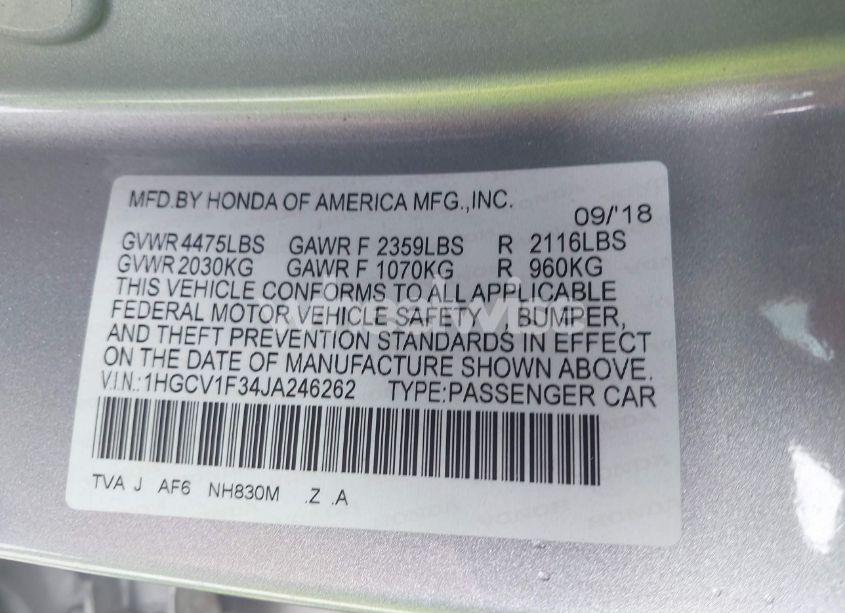 MFD.BY HONDA OF AMERICA MFG.,INC.
09/'18
GVWR 4475LBS GAWR F 2359LBS R 2116LBS
GVWR 2030KG GAWR F 1070KG R 960KG
THIS VEHICLE CONFORMS TO ALL APPLICABLE
FEDERAL MOTOR VEHICLE SAFETY , BUMPER,
AND THEFT PREVENTION STANDARDS IN EFFECT
ON THE DATE OF MANUFACTURE SHOWN ABOVE.
V.I.N.:1HGCV1F34JA246262 TYPE:PASSENGER CAR
TVA J AF6 NH830M .Z .A